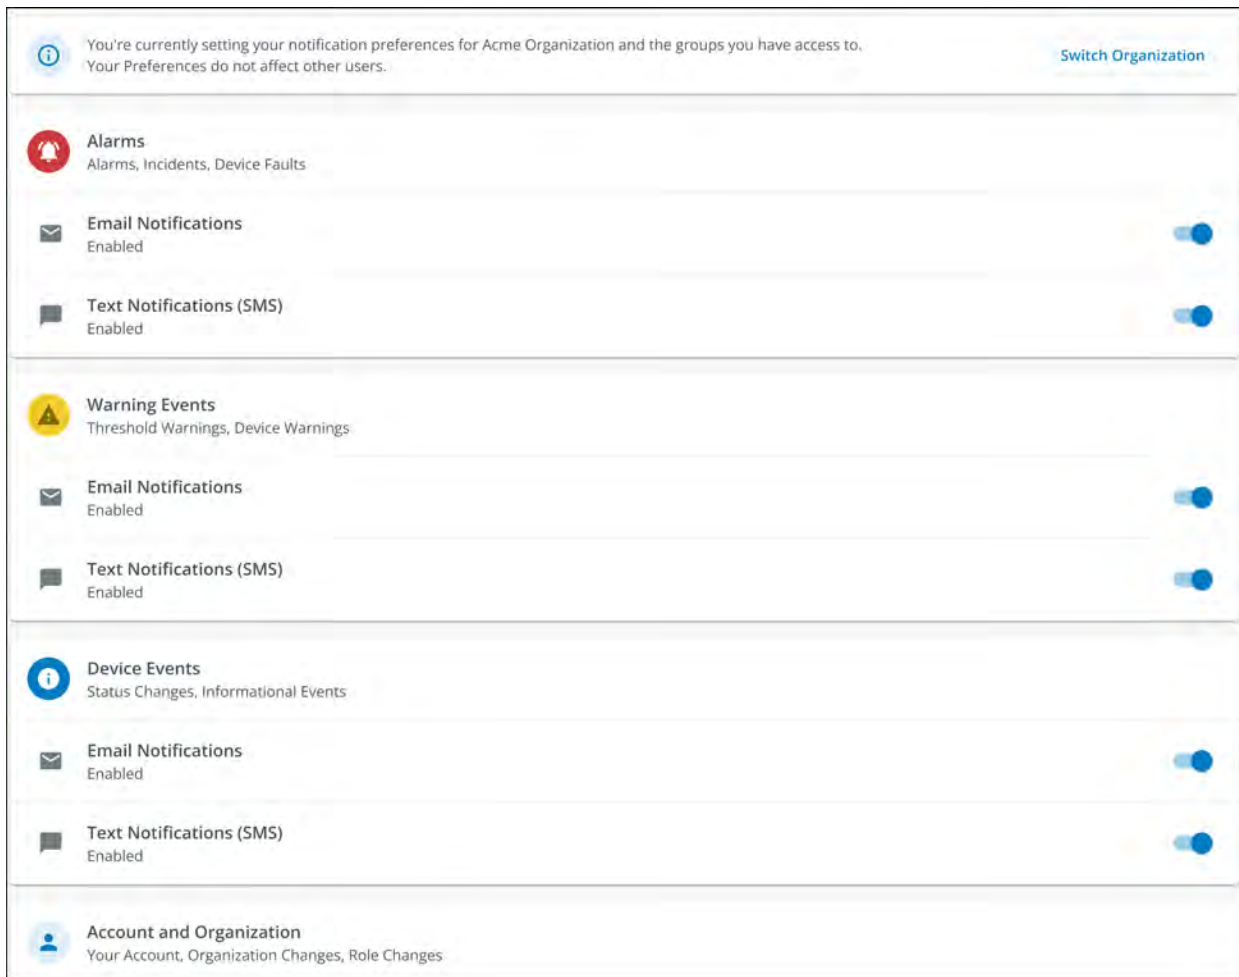 You're currently setting your notification preferences for Acme Organization and the groups you have access to.
Your Preferences do not affect other users.
Switch Organization
Alarms
Alarms, Incidents, Device Faults
Email Notifications
Enabled
Text Notifications (SMS)
Enabled
Warning Events
Threshold Warnings, Device Warnings
Email Notifications
Enabled
Text Notifications (SMS)
Enabled
Device Events
Status Changes, Informational Events
Email Notifications
Enabled
Text Notifications (SMS)
Enabled
Account and Organization
Your Account, Organization Changes, Role Changes